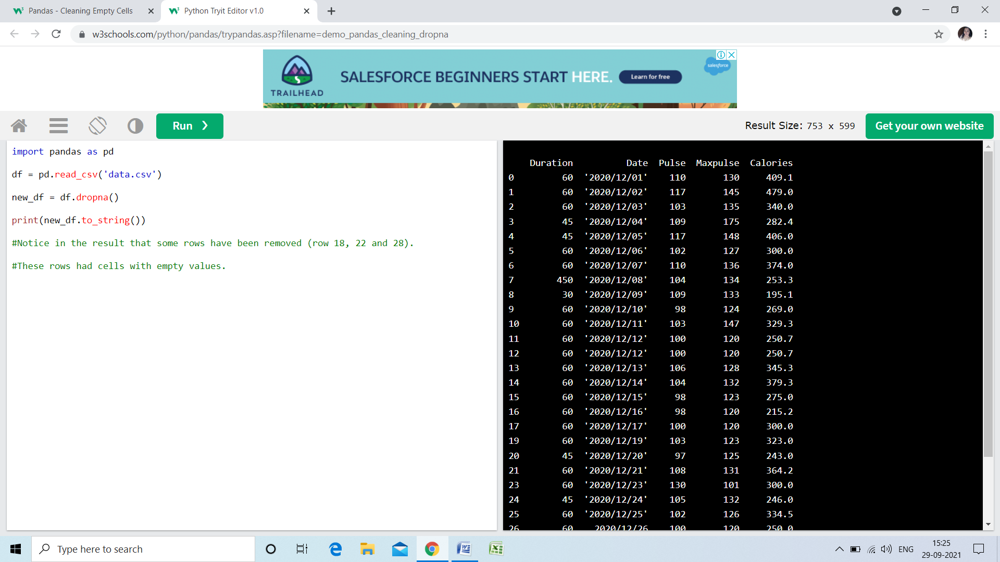 Pandas - Cleaning Empty Cells
Python Tryit Editor v1.0
w3schools.com/python/pandas/trypandas.asp?filename=demo_pandas_cleaning_dropna
TRAILHEAD
SALESFORCE BEGINNERS START HERE.
Learn for free
salesforce
Run ❯
Result Size: 753 x 599
Get your own website
import pandas as pd
df = pd.read_csv('data.csv')
new_df = df.dropna()
print(new_df.to_string())
#Notice in the result that some rows have been removed (row 18, 22 and 28).
#These rows had cells with empty values.
Duration Date Pulse Maxpulse Calories
0 60 '2020/12/01' 110 130 409.1
1 60 '2020/12/02' 117 145 479.0
2 60 '2020/12/03' 103 135 340.0
3 45 '2020/12/04' 109 175 282.4
4 45 '2020/12/05' 117 148 406.0
5 60 '2020/12/06' 102 127 300.0
6 60 '2020/12/07' 110 136 374.0
7 450 '2020/12/08' 104 134 253.3
8 30 '2020/12/09' 109 133 195.1
9 60 '2020/12/10' 98 124 269.0
10 60 '2020/12/11' 103 147 329.3
11 60 '2020/12/12' 100 120 250.7
12 60 '2020/12/12' 100 120 250.7
13 60 '2020/12/13' 106 128 345.3
14 60 '2020/12/14' 104 132 379.3
15 60 '2020/12/15' 98 123 275.0
16 60 '2020/12/16' 98 120 215.2
17 60 '2020/12/17' 100 120 300.0
19 60 '2020/12/19' 103 123 323.0
20 45 '2020/12/20' 97 125 243.0
21 60 '2020/12/21' 108 131 364.2
23 60 '2020/12/23' 130 101 300.0
24 45 '2020/12/24' 105 132 246.0
25 60 '2020/12/25' 102 126 334.5
26 60 2020/12/26 100 120 250.0
Type here to search
ENG
15:25
29-09-2021